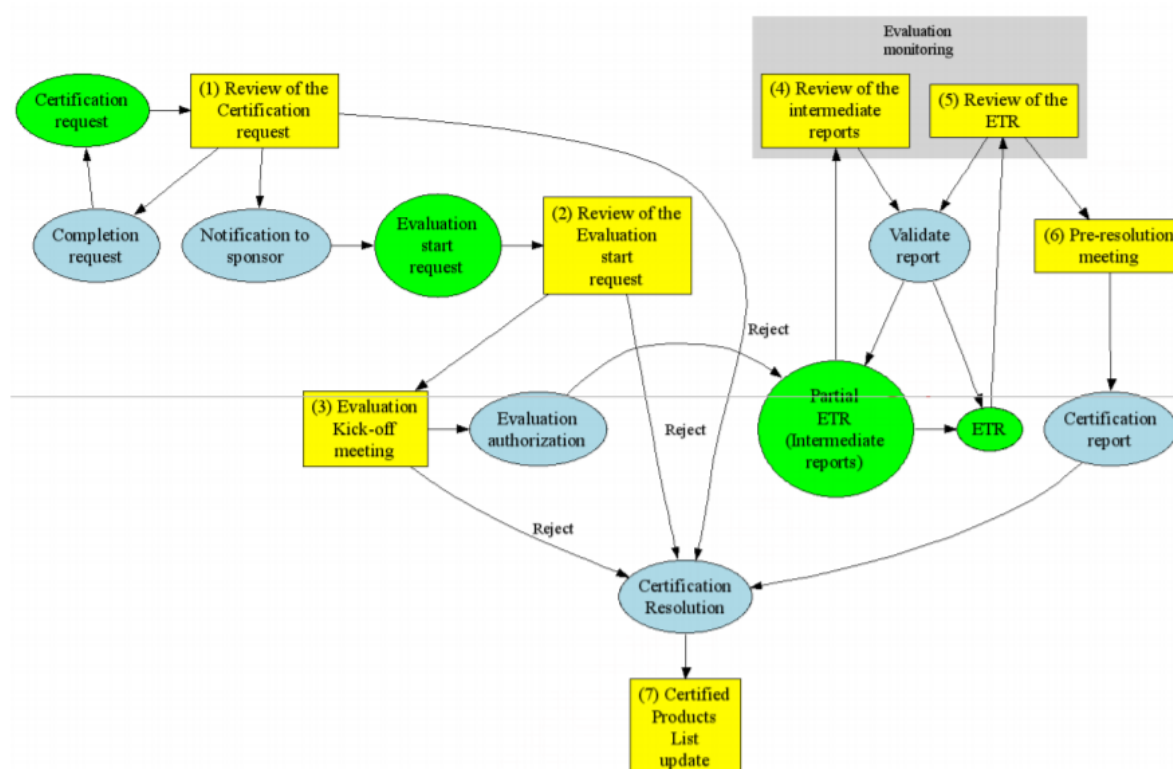 Evaluation
monitoring
Certification
request
(1) Review of the
Certification
request
(4) Review of the
intermediate
reports
(5) Review of the
ETR
Completion
request
Notification to
sponsor
Evaluation
start
request
(2) Review of the
Evaluation
start
request
Validate
report
(6) Pre-resolution
meeting
Reject
(3) Evaluation
Kick-off
meeting
Evaluation
authorization
Reject
Partial
ETR
(Intermediate
reports)
ETR
Certification
report
Reject
Certification
Resolution
(7) Certified
Products
List
update